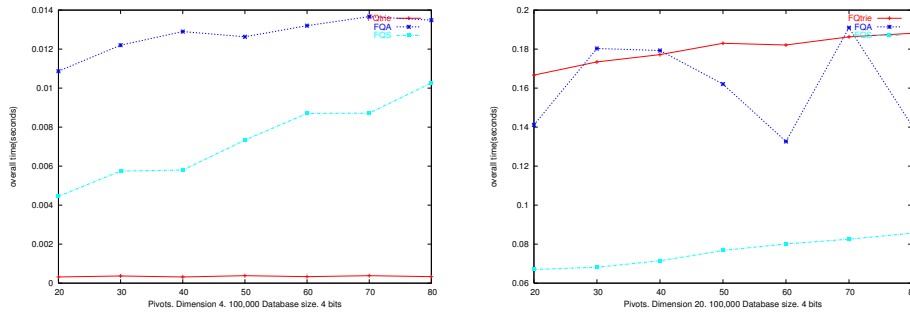 0.014
0.012
0.01
0.008
0.006
0.004
0.002
0
20 30 40 50 60 70 80
overall time(seconds)
Pivots. Dimension 4. 100,000 Database size. 4 bits
FQtrie
FQA
FQS
0.2
0.18
0.16
0.14
0.12
0.1
0.08
0.06
20 30 40 50 60 70 80
overall time(seconds)
Pivots. Dimension 20. 100,000 Database size. 4 bits
FQtrie
FQA
FQS